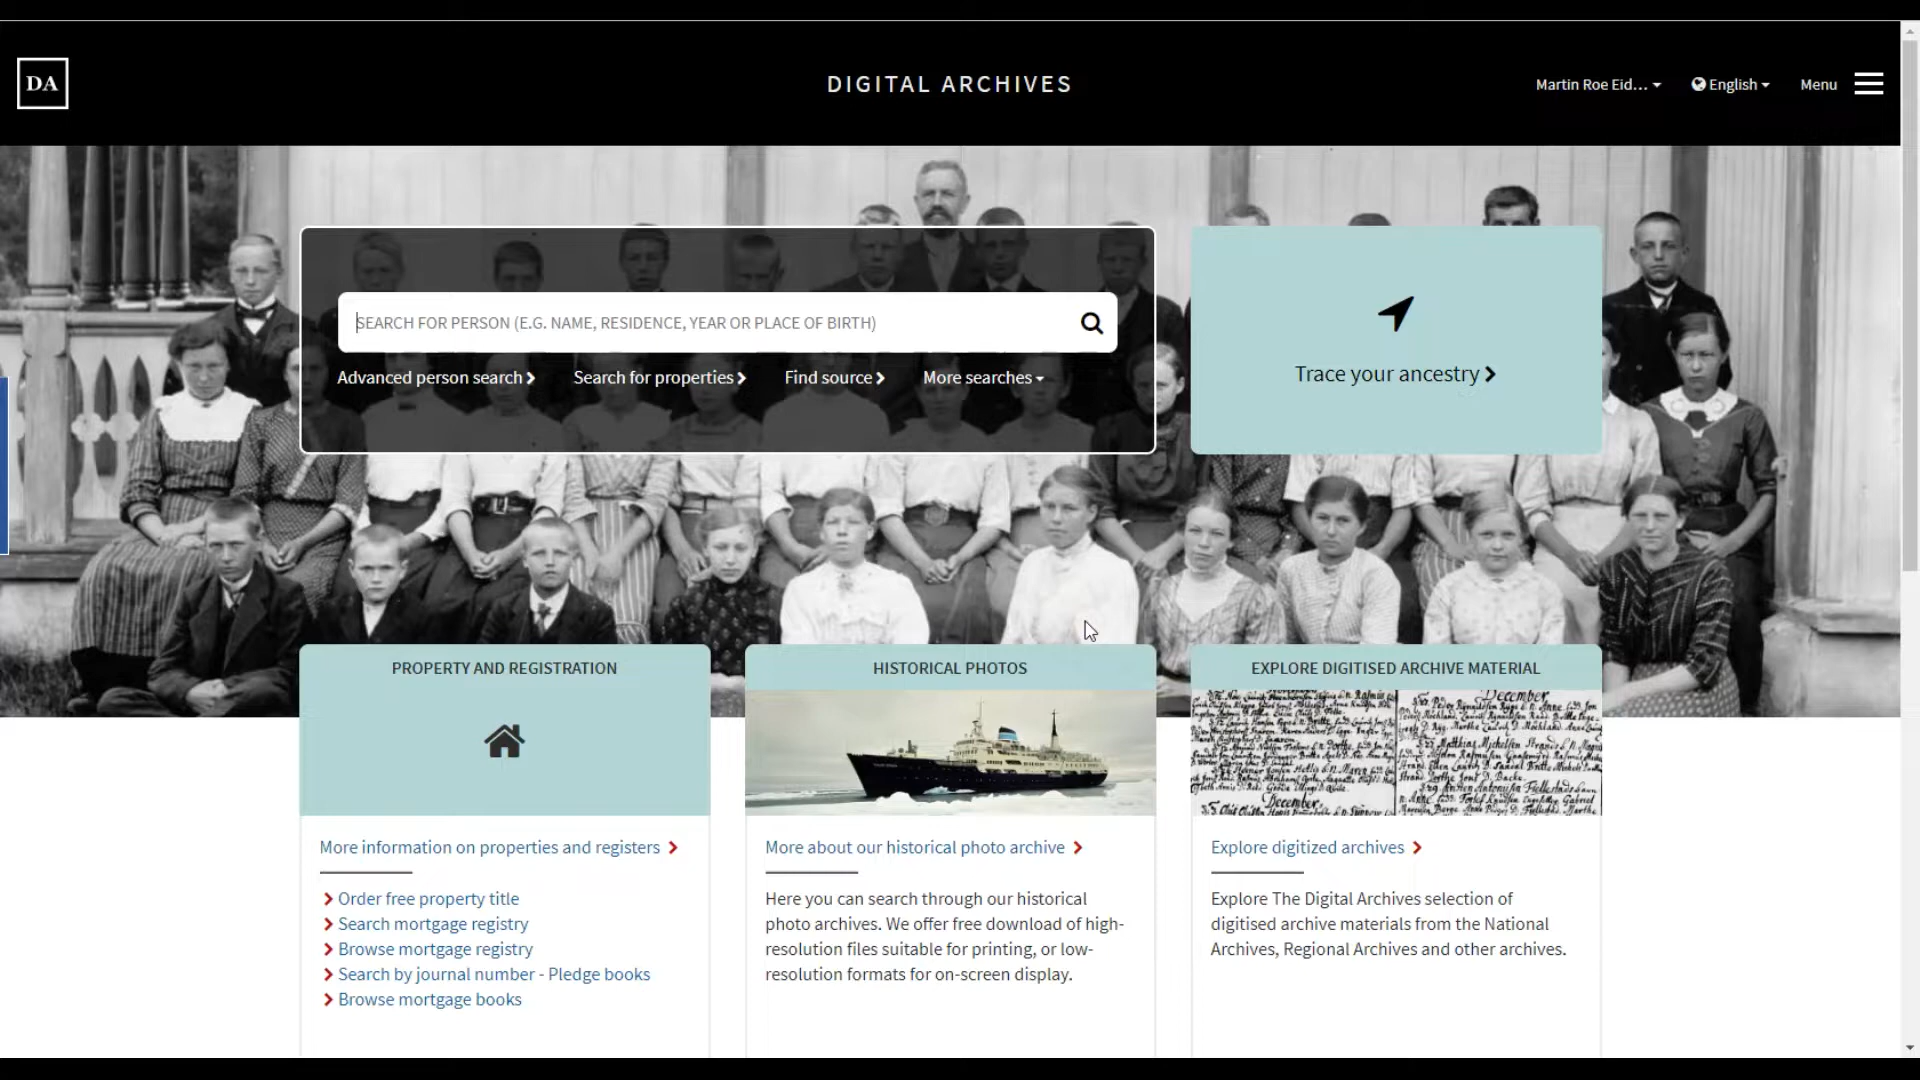 DA
DIGITAL ARCHIVES
Martin Roe Eid...
English
Menu
SEARCH FOR PERSON (E.G. NAME, RESIDENCE, YEAR OR PLACE OF BIRTH)
Advanced person search
Search for properties
Find source
More searches
Trace your ancestry
PROPERTY AND REGISTRATION
More information on properties and registers
Order free property title
Search mortgage registry
Browse mortgage registry
Search by journal number - Pledge books
Browse mortgage books
HISTORICAL PHOTOS
More about our historical photo archive
Here you can search through our historical
photo archives. We offer free download of high-
resolution files suitable for printing, or low-
resolution formats for on-screen display.
EXPLORE DIGITISED ARCHIVE MATERIAL
December.
December.
Explore digitized archives
Explore The Digital Archives selection of
digitised archive materials from the National
Archives, Regional Archives and other archives.